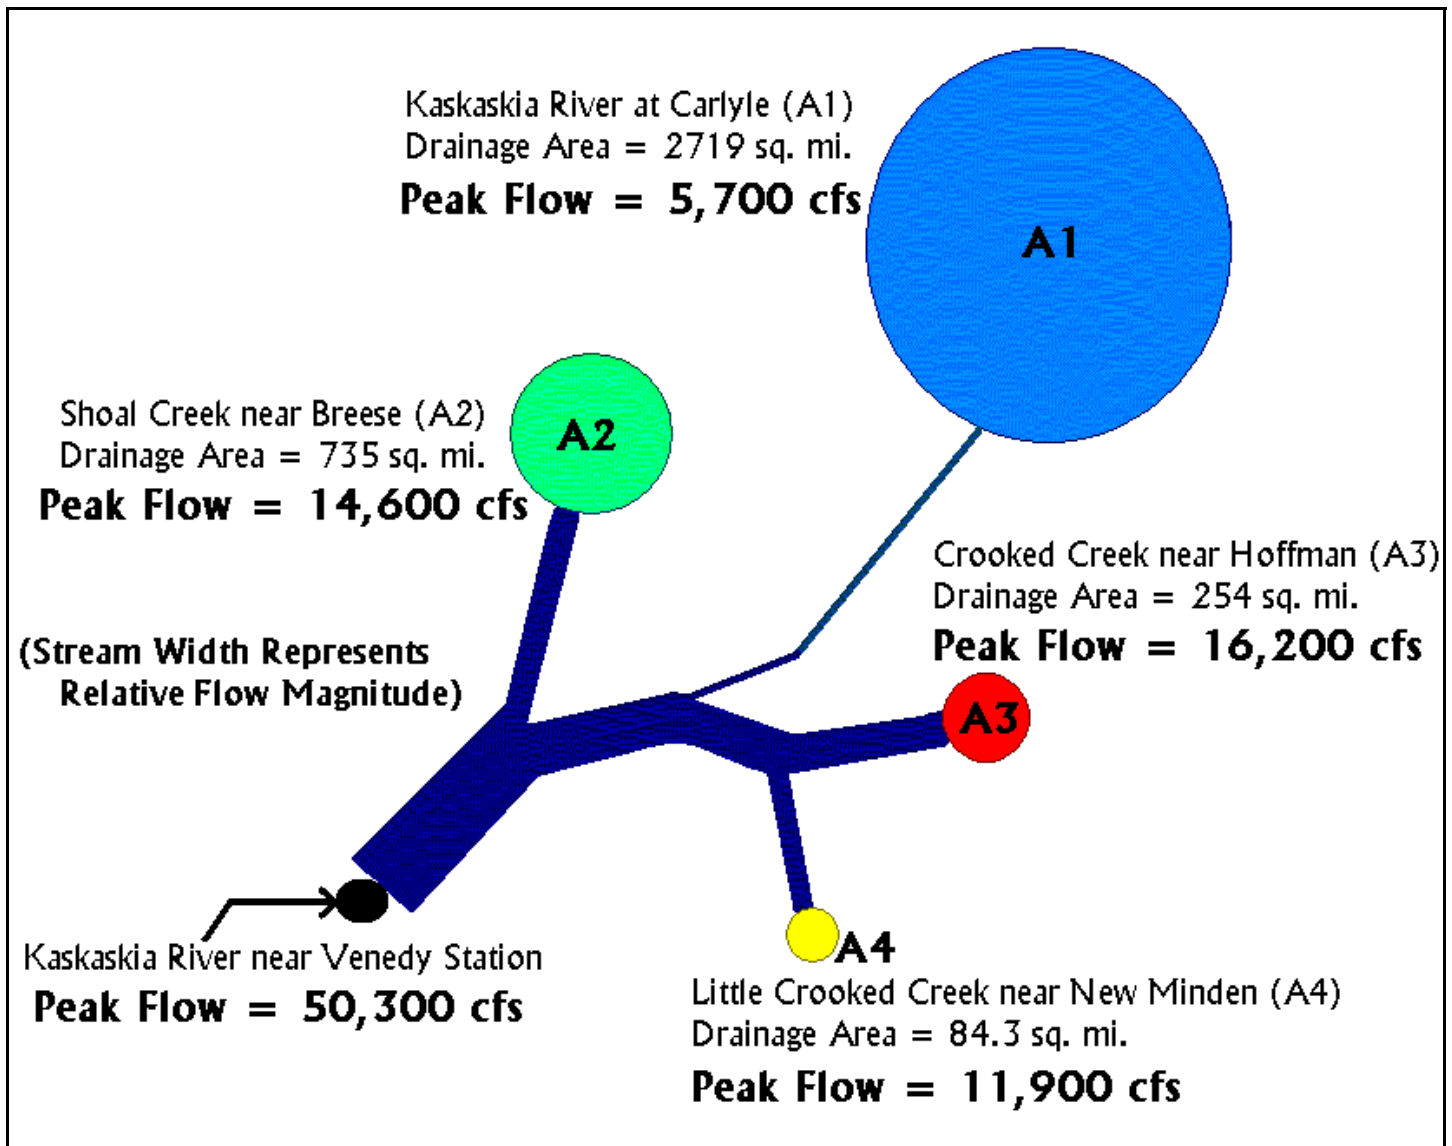 Kaskaskia River at Carlyle (A1)
Drainage Area = 2719 sq. mi.
Peak Flow = 5,700 cfs
A1
Shoal Creek near Breese (A2)
Drainage Area = 735 sq. mi.
Peak Flow = 14,600 cfs
A2
Crooked Creek near Hoffman (A3)
Drainage Area = 254 sq. mi.
Peak Flow = 16,200 cfs
A3
(Stream Width Represents
Relative Flow Magnitude)
Kaskaskia River near Venedy Station
Peak Flow = 50,300 cfs
A4
Little Crooked Creek near New Minden (A4)
Drainage Area = 84.3 sq. mi.
Peak Flow = 11,900 cfs